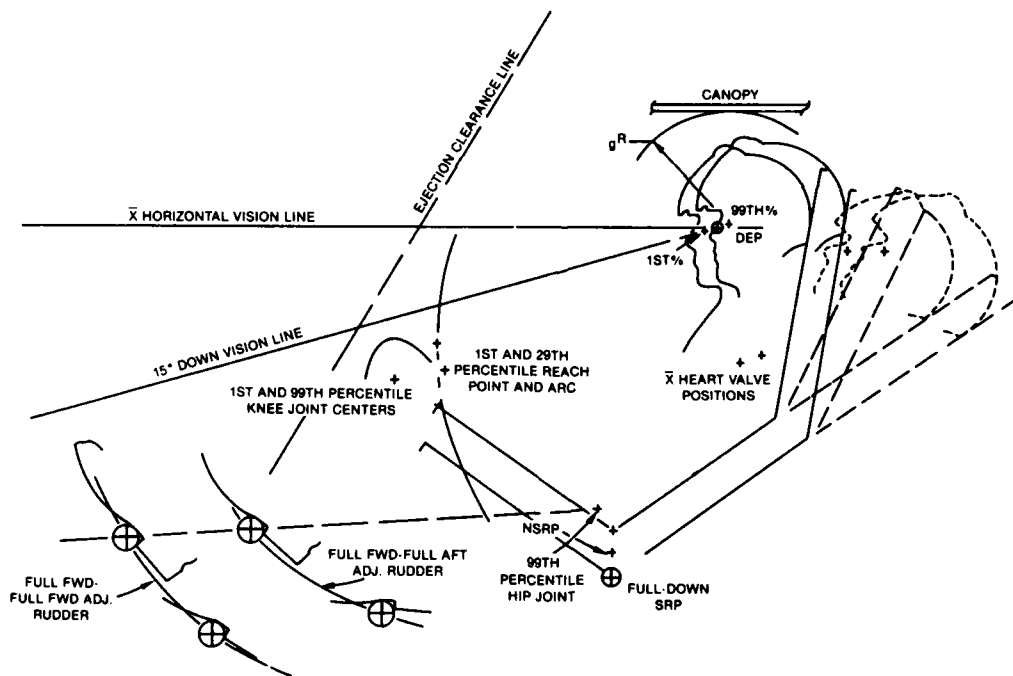 CANOPY
EJECTION CLEARANCE LINE
gR
X̅ HORIZONTAL VISION LINE
99TH%
DEP
1ST%
15° DOWN VISION LINE
1ST AND 29TH
PERCENTILE REACH
POINT AND ARC
1ST AND 99TH PERCENTILE
KNEE JOINT CENTERS
X̅ HEART VALVE
POSITIONS
NSRP
FULL FWD-FULL AFT
ADJ. RUDDER
99TH
PERCENTILE
HIP JOINT
FULL-DOWN
SRP
FULL FWD-
FULL FWD ADJ.
RUDDER